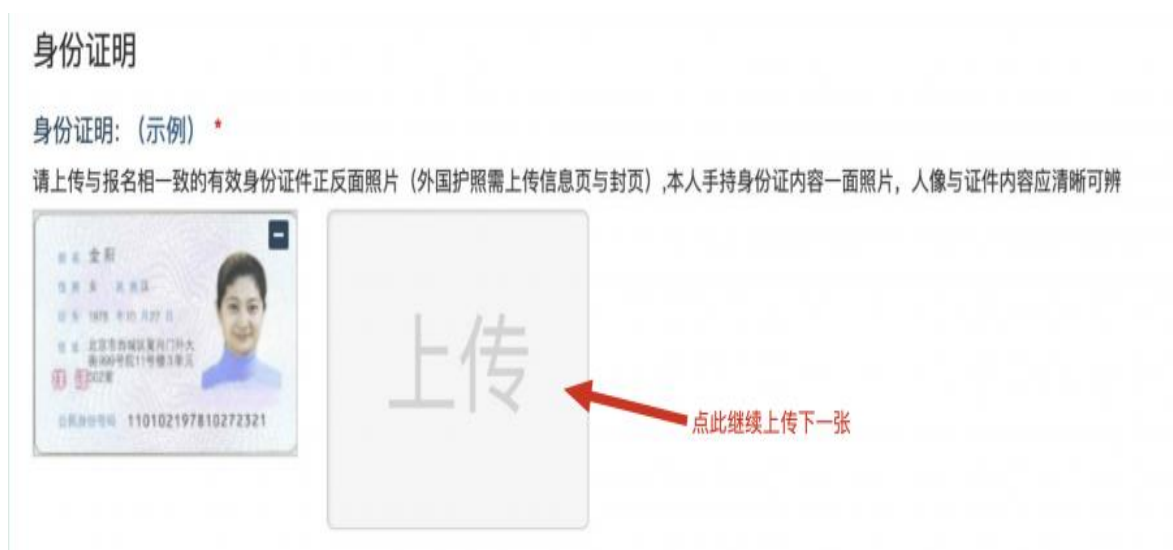 身份证明
身份证明: （示例） *
请上传与报名相一致的有效身份证件正反面照片（外国护照需上传信息页与封页）,本人手持身份证内容一面照片，人像与证件内容应清晰可辨
上传
点此继续上传下一张
110102197810272321